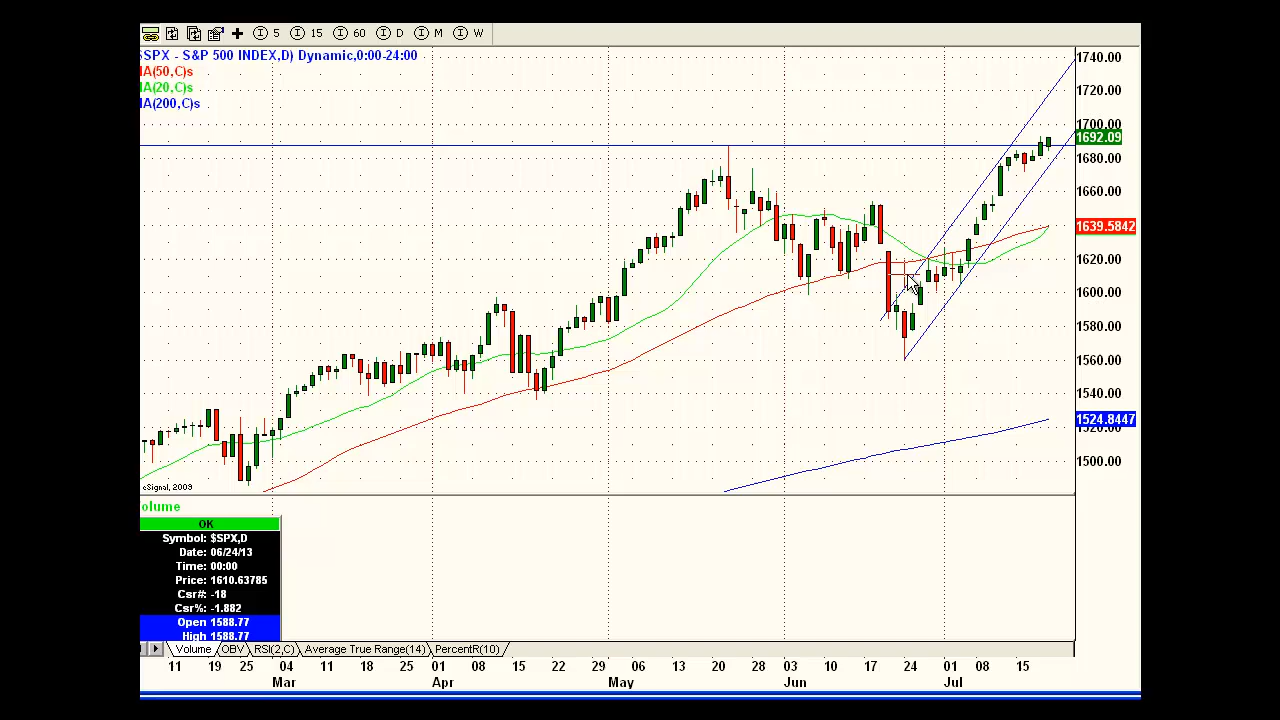 5 15 60 D M W
$SPX - S&P 500 INDEX,D) Dynamic,0:00-24:00
IA(50,C)s
IA(20,C)s
IA(200,C)s
1740.00
1720.00
1700.00
1692.09
1680.00
1660.00
1639.5842
1620.00
1600.00
1580.00
1560.00
1540.00
1524.8447
1520.00
1500.00
eSignal, 2009
olume
OK
Symbol: $SPX,D
Date: 06/24/13
Time: 00:00
Price: 1610.63785
Csr#: -18
Csr%: -1.882
Open 1588.77
High 1588.77
Volume OBV RSI(2,C) Average True Range(14) PercentR(10)
11 19 25 04 11 18 25 01 08 15 22 29 06 13 20 28 03 10 17 24 01 08 15
Mar Apr May Jun Jul